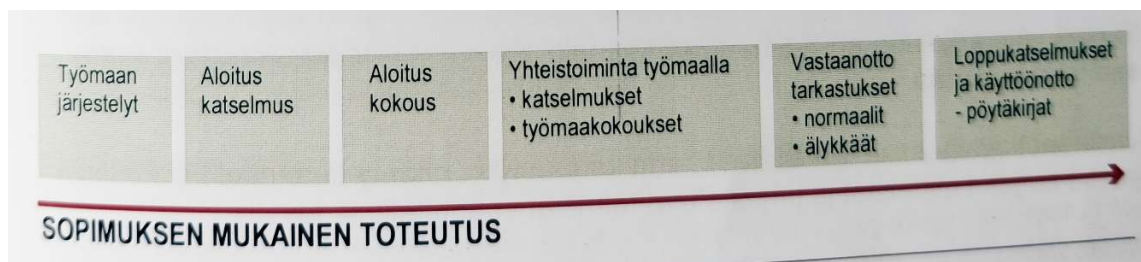 Työmaan
järjestelyt
Aloitus
katselmus
Aloitus
kokous
Yhteistoiminta työmaalla
• katselmukset
• työmaakokoukset
Vastaanotto
tarkastukset
• normaalit
• älykkäät
Loppukatselmukset
ja käyttöönotto
- pöytäkirjat
SOPIMUKSEN MUKAINEN TOTEUTUS